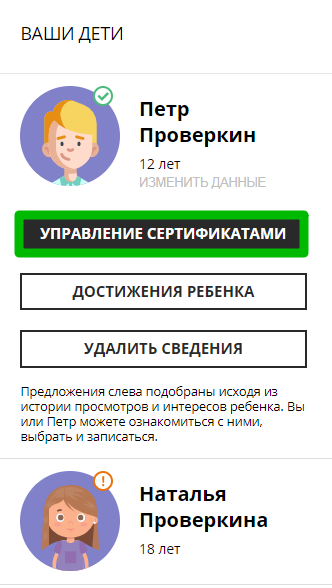 ВАШИ ДЕТИ
Петр
Проверкин
12 лет
ИЗМЕНИТЬ ДАННЫЕ
УПРАВЛЕНИЕ СЕРТИФИКАТАМИ
ДОСТИЖЕНИЯ РЕБЕНКА
УДАЛИТЬ СВЕДЕНИЯ
Предложения слева подобраны исходя из
истории просмотров и интересов ребенка. Вы
или Петр можете ознакомиться с ними,
выбрать и записаться.
Наталья
Проверкина
18 лет